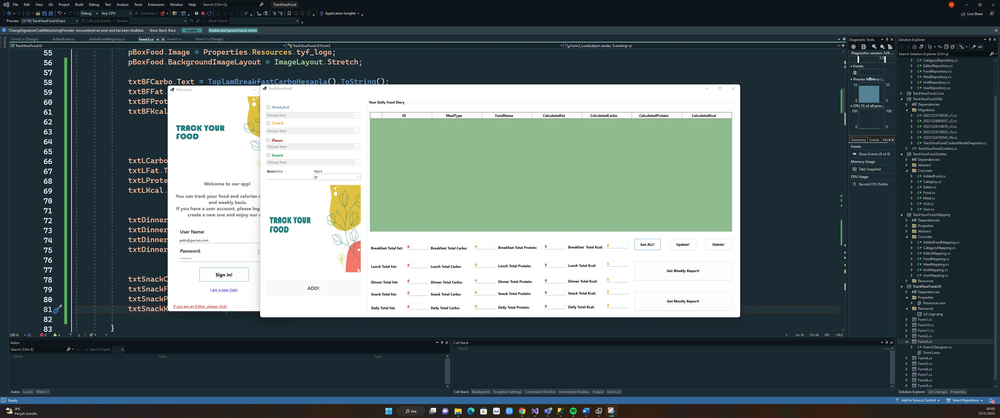 File Edit View Git Project Build Debug Test Analyze Tools Extensions Window Help Search (Ctrl+Q) TrackYourFood EG
Debug Any CPU Continue Application Insights
Live Share
Process: [3176] TrackYourFood.UI.exe Lifecycle Events Thread: Stack Frame:
'ChangeSignatureCodeRefactoringProvider' encountered an error and has been disabled. Show Stack Trace Enable Enable and ignore future errors
Toolbox
Form3.cs [Design] AddedFood.cs AddedFoodMapping.cs Form3.cs Form1.cs Form1.cs [Design]
TrackYourFood.UI TrackYourFood.UI.Form3 Form3_Load(object sender, EventArgs e)
55 pBoxFood.Image = Properties.Resources.tyf_logo;
56 pBoxFood.BackgroundImageLayout = ImageLayout.Stretch;
57
58 txtBFCarbo.Text = ToplamBreakfastCarboHesapla().ToString();
59 txtBFFat.
60 txtBFProt
61 txtBFKcal
62
63
64
65
66 txtLCarbo
67 txtLFat.T
68 txtLProte
69 txtLKcal.
70
71
72 txtDinner
73 txtDinner
74 txtDinner
75 txtDinner
76
77
78 txtSnackC
79 txtSnackF
80 txtSnackP
81 txtSnackK
82
83 }
Welcome!
TRACK YOUR
FOOD
Welcome to our app!
You can track your food and calories
and weekly basis.
If you have a user account, please
create a new one and enjoy our
User Name:
pelin@gurcan.com
Password:
*******
Sign in!
I am a new User!
If you are an Editor, please click!
TrackYourFood!
Breakfast
Choose Item
Lunch
Choose Item
Dinner
Choose Item
Snack
Choose Item
Quantity Unit
gr
TRACK YOUR
FOOD
ADD!
Your Daily Food Diary
ID MealType FoodName CalculatedFat CalculatedCarbo CalculatedProtein CalculatedKcal
Breakfast Total Fat: 0 Breakfast Total Carbo: 0 Breakfast Total Protein: 0 Breakfast Total Kcal: 0
Get ALL! Update! Delete!
Lunch Total Fat: 0 Lunch Total Carbo: 0 Lunch Total Protein: 0 Lunch Total Kcal: 0
Get Weekly Report!
Dinner Total Fat: 0 Dinner Total Carbo: 0 Dinner Total Protein: 0 Dinner Total Kcal: 0
Snack Total Fat: 0 Snack Total Carbo: 0 Snack Total Protein: 0 Snack Total Kcal: 0
Get Montly Report!
Daily Total Fat: 0 Daily Total Carbo: 0 Daily Total Protein: 0 Daily Total Kcal: 0
200 % 0 4 Ln: 81 Ch: 69 SPC CRLF
Diagnostic Tools
Diagnostics session: 1:28 ...
Events
Process Memory (...
55 55
0 0
CPU (% of all proc...
100 100
0 0
Summary Events Me
Events
Show Events (0 of 0)
Memory Usage
Take Snapshot
CPU Usage
Record CPU Profile
Solution Explorer
Search Solution Explorer (Ctrl+ş)
CategoryRepository.cs
EditorRepository.cs
FoodRepository.cs
MealRepository.cs
UnitRepository.cs
UserRepository.cs
TrackYourFood.Core
TrackYourFood.DAL
Dependencies
Migrations
20221223154538_v1.cs
20221224085057_v2.cs
20221224124618_v3.cs
20221224130020_v5.cs
20221224193545_V6.cs
TrackYourFoodContextModelSnapshot.cs
TrackYourFoodContext.cs
TrackYourFood.Entites
Dependencies
Abstract
Concrete
AddedFood.cs
Category.cs
Editor.cs
Food.cs
Meal.cs
Unit.cs
User.cs
TrackYourFood.Mapping
Dependencies
Properties
Abstract
Concrete
AddedFoodMapping.cs
CategoryMapping.cs
EditorMapping.cs
FoodMapping.cs
MealMapping.cs
UnitMapping.cs
UserMapping.cs
Resources
TrackYourFood.UI
Dependencies
Properties
Resources.resx
Resources
tyf_logo.png
Form1.cs
Form10.cs
Form11.cs
Form2.cs
Form3.cs
Form3.Designer.cs
Form3.resx
Form4.cs
Form5.cs
Form6.cs
Form7.cs
Form8.cs
Form9.cs
Solution Explorer Git Changes Properties
Autos
Search (Ctrl+E) Search Depth:
Name Value Type
Autos Locals Watch 1
Call Stack
Name Lang
Call Stack Breakpoints Exception Settings Command Window Immediate Window Output Error List
Ready Add to Source Control Select Repository
3°C
Parçalı bulutlu
Ara
00:05
25.12.2022